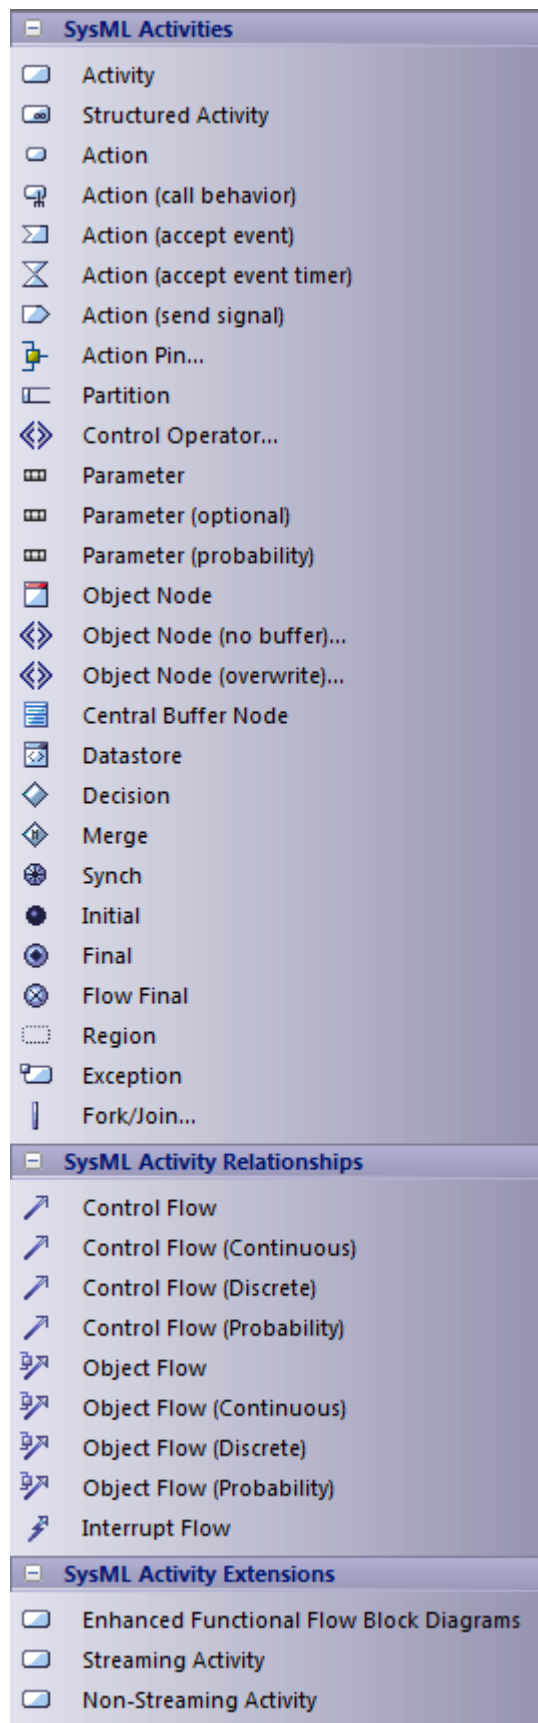 SysML Activities
Activity
Structured Activity
Action
Action (call behavior)
Action (accept event)
Action (accept event timer)
Action (send signal)
Action Pin...
Partition
Control Operator...
Parameter
Parameter (optional)
Parameter (probability)
Object Node
Object Node (no buffer)...
Object Node (overwrite)...
Central Buffer Node
Datastore
Decision
Merge
Synch
Initial
Final
Flow Final
Region
Exception
Fork/Join...
SysML Activity Relationships
Control Flow
Control Flow (Continuous)
Control Flow (Discrete)
Control Flow (Probability)
Object Flow
Object Flow (Continuous)
Object Flow (Discrete)
Object Flow (Probability)
Interrupt Flow
SysML Activity Extensions
Enhanced Functional Flow Block Diagrams
Streaming Activity
Non-Streaming Activity